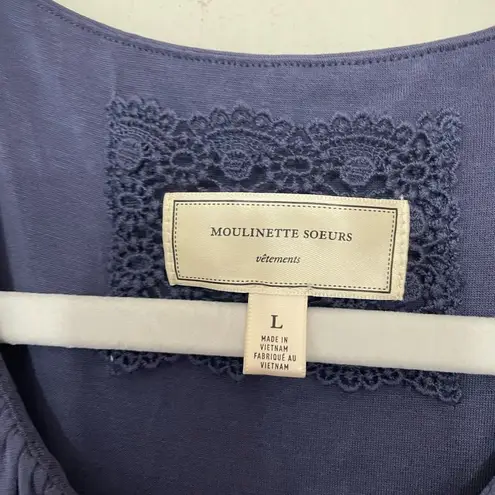 MOULINETTE SOEURS
vêtements
L
MADE IN
VIETNAM
FABRIQUÉ AU
VIETNAM